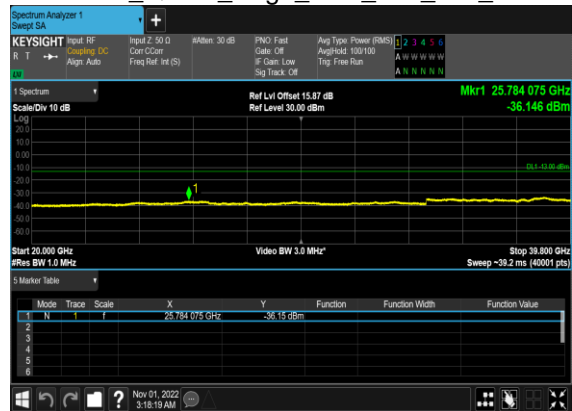 Spectrum Analyzer 1
Swept SA
+
KEYSIGHT Input: RF Input Z: 50 Ω #Atten: 30 dB PNO: Fast Avg Type: Power (RMS) 1 2 3 4 5 6
R T Coupling: DC Corr CCorr Gate: Off Avg|Hold: 100/100 A W W W W W
Align: Auto Freq Ref: Int (S) IF Gain: Low Trig: Free Run
LW Sig Track: Off A N N N N N
1 Spectrum Ref Lvl Offset 15.87 dB Mkr1 25.784 075 GHz
Scale/Div 10 dB Ref Level 30.00 dBm -36.146 dBm
Log
20.0
10.0
0.00
-10.0
DL1 -13.00 dBm
-20.0
-30.0
1
-40.0
-50.0
-60.0
Start 20.000 GHz Video BW 3.0 MHz* Stop 39.800 GHz
#Res BW 1.0 MHz Sweep ~39.2 ms (40001 pts)
5 Marker Table
Mode Trace Scale X Y Function Function Width Function Value
1 N 1 f 25.784 075 GHz -36.15 dBm
2
3
4
5
6
? Nov 01, 2022
3:18:19 AM